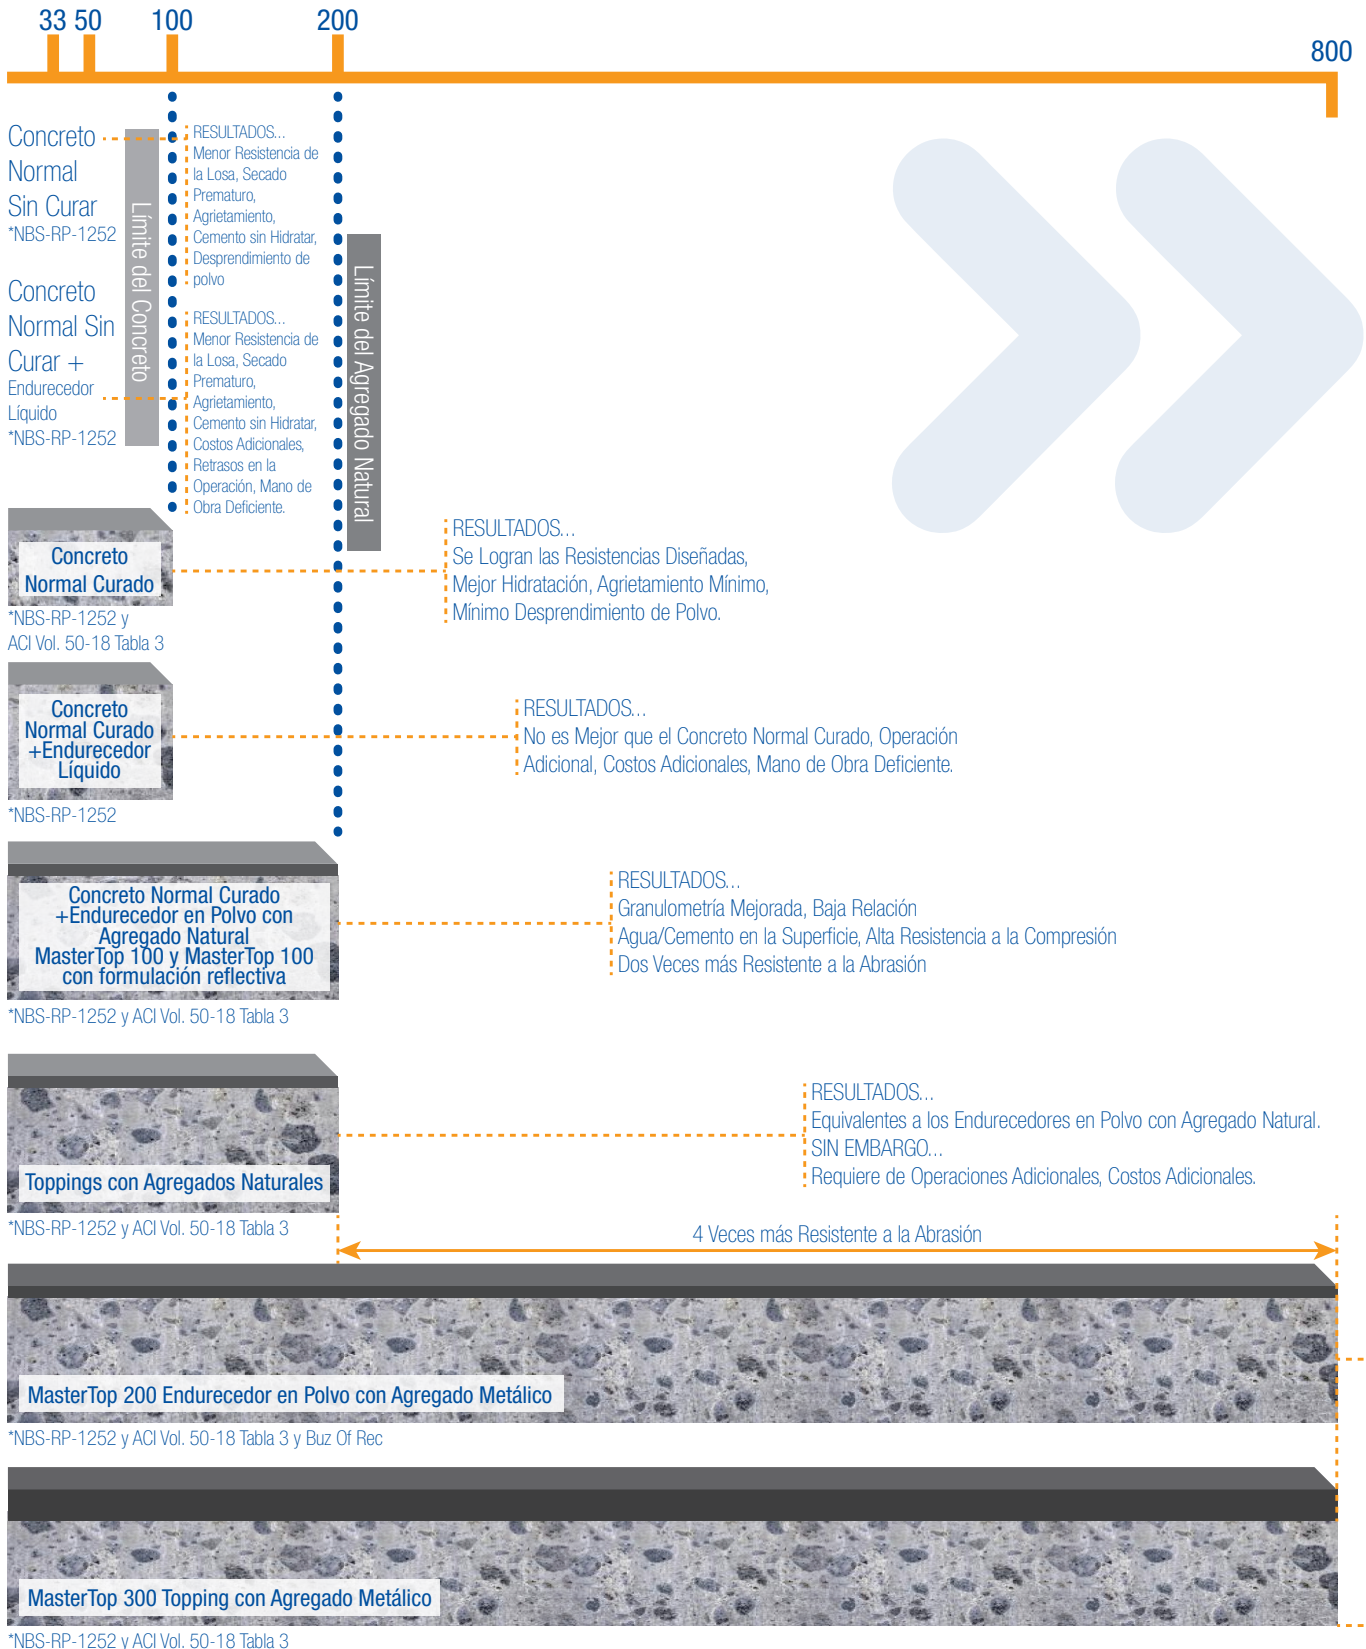 33 50 100 200
800
Concreto
Normal
Sin Curar
*NBS-RP-1252
Límite del Concreto
RESULTADOS...
Menor Resistencia de
la Losa, Secado
Prematuro,
Agrietamiento,
Cemento sin Hidratar,
Desprendimiento de
polvo
Concreto
Normal Sin
Curar +
Endurecedor
Líquido
*NBS-RP-1252
RESULTADOS...
Menor Resistencia de
la Losa, Secado
Prematuro,
Agrietamiento,
Cemento sin Hidratar,
Costos Adicionales,
Retrasos en la
Operación, Mano de
Obra Deficiente.
Límite del Agregado Natural
Concreto
Normal Curado
*NBS-RP-1252 y
ACI Vol. 50-18 Tabla 3
RESULTADOS...
Se Logran las Resistencias Diseñadas,
Mejor Hidratación, Agrietamiento Mínimo,
Mínimo Desprendimiento de Polvo.
Concreto
Normal Curado
+Endurecedor
Líquido
*NBS-RP-1252
RESULTADOS...
No es Mejor que el Concreto Normal Curado, Operación
Adicional, Costos Adicionales, Mano de Obra Deficiente.
Concreto Normal Curado
+Endurecedor en Polvo con
Agregado Natural
MasterTop 100 y MasterTop 100
con formulación reflectiva
*NBS-RP-1252 y ACI Vol. 50-18 Tabla 3
RESULTADOS...
Granulometría Mejorada, Baja Relación
Agua/Cemento en la Superficie, Alta Resistencia a la Compresión
Dos Veces más Resistente a la Abrasión
Toppings con Agregados Naturales
*NBS-RP-1252 y ACI Vol. 50-18 Tabla 3
RESULTADOS...
Equivalentes a los Endurecedores en Polvo con Agregado Natural.
SIN EMBARGO...
Requiere de Operaciones Adicionales, Costos Adicionales.
4 Veces más Resistente a la Abrasión
MasterTop 200 Endurecedor en Polvo con Agregado Metálico
*NBS-RP-1252 y ACI Vol. 50-18 Tabla 3 y Buz Of Rec
MasterTop 300 Topping con Agregado Metálico
*NBS-RP-1252 y ACI Vol. 50-18 Tabla 3